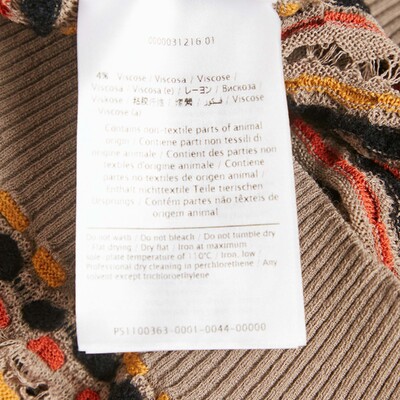 0000031216 01
4% Viscose / Viscosa / Viscose /
Viscosa / Viscosa (e) / レーヨン / Вискоза
Viscose (a)
Contains non-textile parts of animal
origin / Contiene parti non tessili di
origine animale / Contient des parties non
textiles d'origine animale / Contiene
partes no textiles de origen animal /
Enthält nichttextile Teile tierischen
Ursprungs / Contém partes não têxteis de
origem animal
Do not wash / Do not bleach / Do not tumble dry
Flat drying / Dry flat / Iron at maximum
sole-plate temperature of 110°C / Iron, low
Professional dry cleaning in perchlorethene / Any
solvent except trichloroethylene
PS1100363-0001-0044-00000